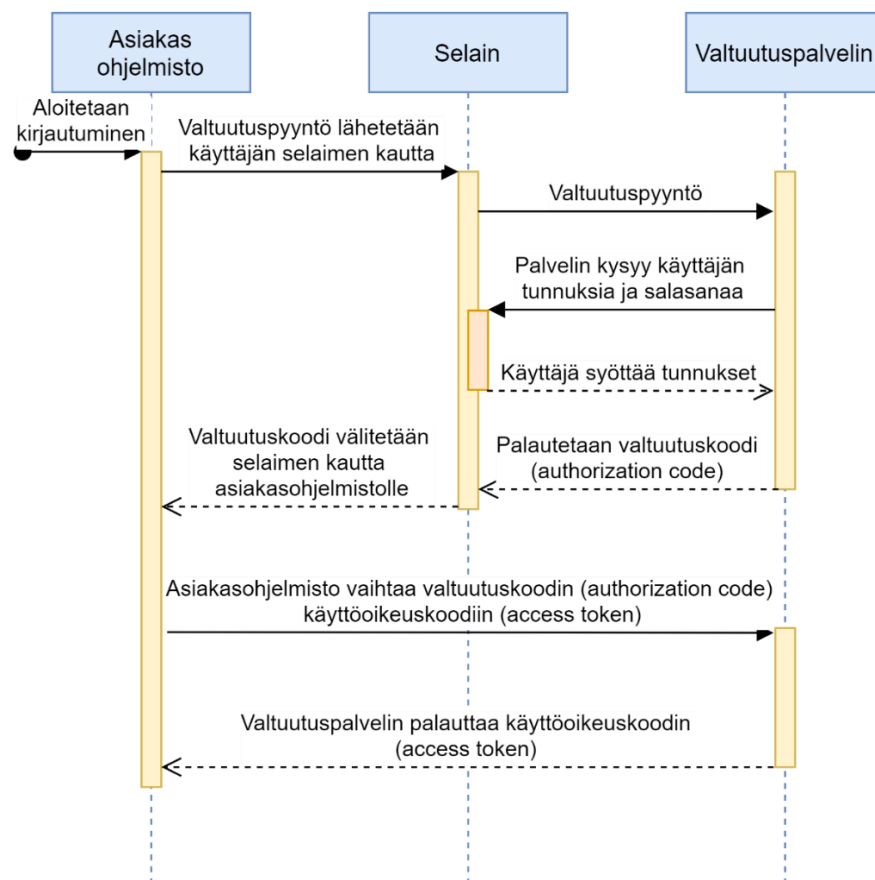 Asiakas
ohjelmisto
Selain
Valtuutuspalvelin
Aloitetaan
kirjautuminen
Valtuutuspyyntö lähetetään
käyttäjän selaimen kautta
Valtuutuspyyntö
Palvelin kysyy käyttäjän
tunnuksia ja salasanaa
Käyttäjä syöttää tunnukset
Valtuutuskoodi välitetään
selaimen kautta
asiakasohjelmistolle
Palautetaan valtuutuskoodi
(authorization code)
Asiakasohjelmisto vaihtaa valtuutuskoodin (authorization code)
käyttöoikeuskoodiin (access token)
Valtuutuspalvelin palauttaa käyttöoikeuskoodin
(access token)